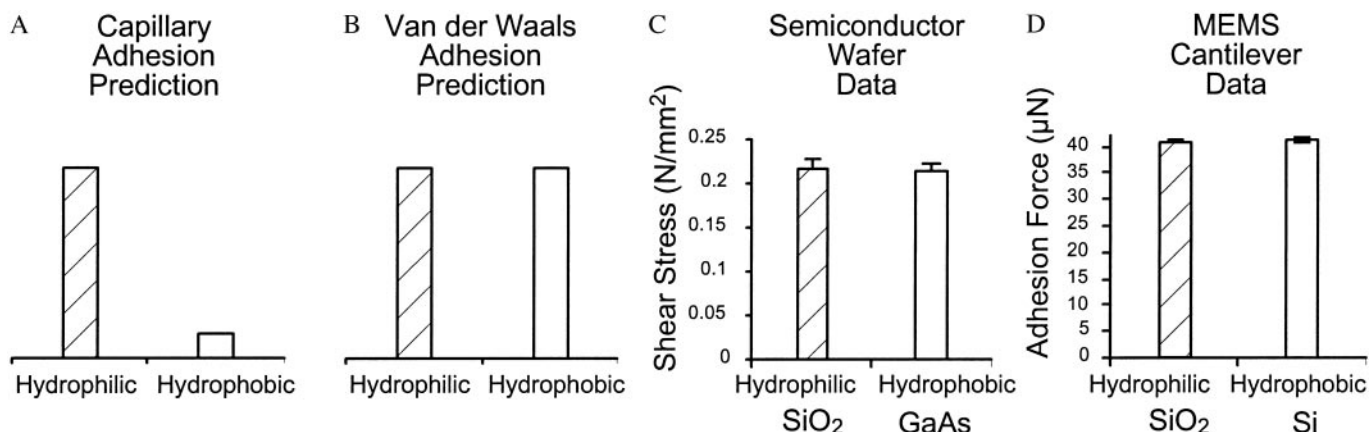 A
Capillary
Adhesion
Prediction
Hydrophilic
Hydrophobic
B
Van der Waals
Adhesion
Prediction
Hydrophilic
Hydrophobic
C
Semiconductor
Wafer
Data
Shear Stress (N/mm²)
0.25
0.2
0.15
0.1
0.05
0
Hydrophilic
Hydrophobic
SiO₂
GaAs
D
MEMS
Cantilever
Data
Adhesion Force (µN)
40
35
30
25
20
15
10
5
0
Hydrophilic
Hydrophobic
SiO₂
Si